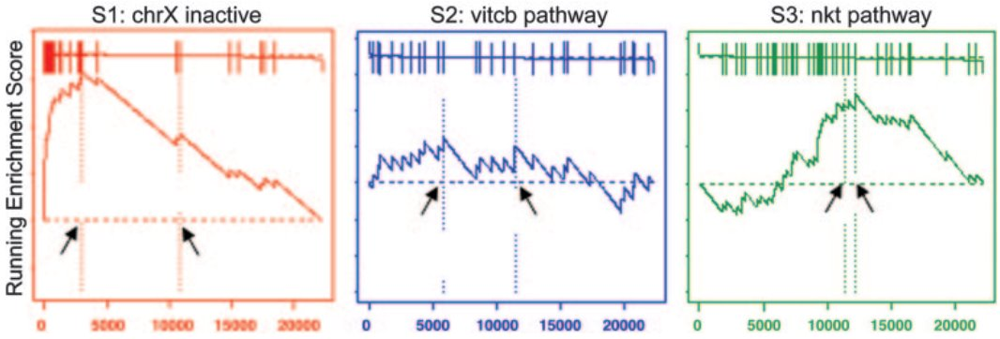 S1: chrX inactive
S2: vitcb pathway
S3: nkt pathway
Running Enrichment Score
0 5000 10000 15000 20000
0 5000 10000 15000 20000
0 5000 10000 15000 20000